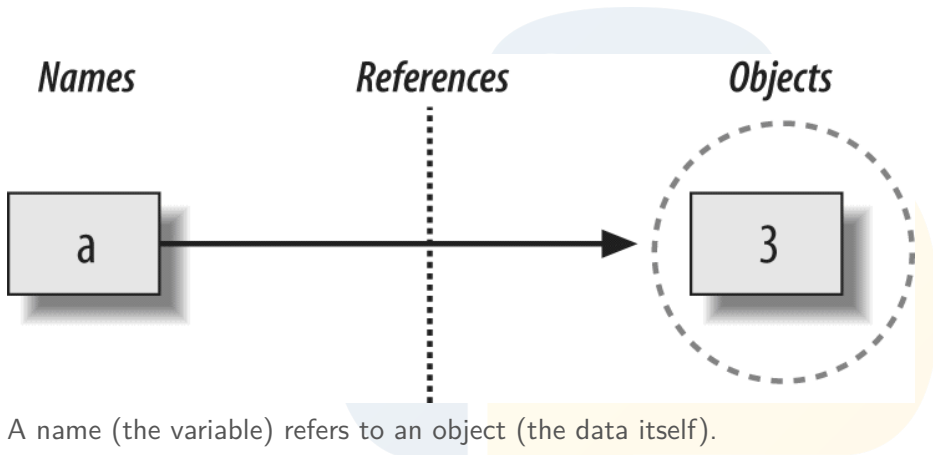 Names References Objects
a 3
A name (the variable) refers to an object (the data itself).